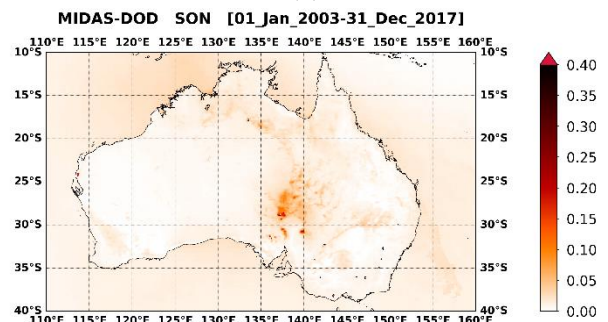 MIDAS-DOD SON [01_Jan_2003-31_Dec_2017]
110°E 115°E 120°E 125°E 130°E 135°E 140°E 145°E 150°E 155°E 160°E
10°S 10°S 0.40
15°S 15°S 0.35
0.30
20°S 20°S 0.25
25°S 25°S 0.20
30°S 30°S 0.15
0.10
35°S 35°S 0.05
40°S 40°S 0.00
110°E 115°E 120°E 125°E 130°E 135°E 140°E 145°E 150°E 155°E 160°E